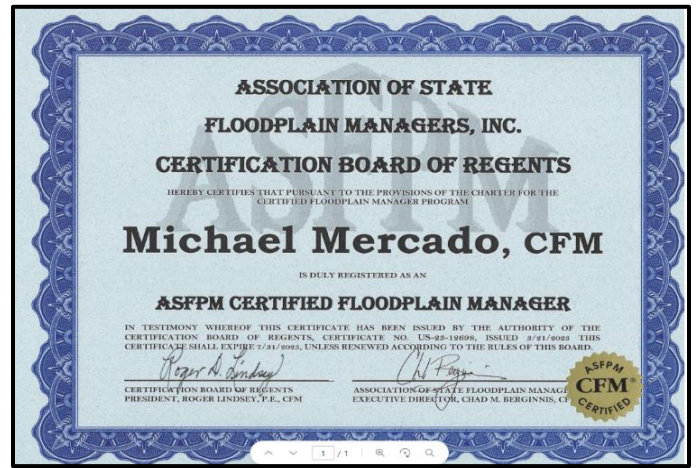 ASSOCIATION OF STATE
FLOODPLAIN MANAGERS, INC.
CERTIFICATION BOARD OF REGENTS
HEREBY CERTIFIES THAT PURSUANT TO THE PROVISIONS OF THE CHARTER FOR THE
CERTIFIED FLOODPLAIN MANAGER PROGRAM
Michael Mercado, CFM
IS DULY REGISTERED AS AN
ASFPM CERTIFIED FLOODPLAIN MANAGER
IN TESTIMONY WHEREOF THIS CERTIFICATE HAS BEEN ISSUED BY THE AUTHORITY OF THE
CERTIFICATION BOARD OF REGENTS, CERTIFICATE NO. US-23-12698, ISSUED 3/21/2023 THIS
CERTIFICATE SHALL EXPIRE 7/31/2023, UNLESS RENEWED ACCORDING TO THE RULES OF THIS BOARD.
Roger D. Lindsey
CERTIFICATION BOARD OF REGENTS
PRESIDENT, ROGER LINDSEY, P.E., CFM
ASSOCIATION OF STATE FLOODPLAIN MANAG
EXECUTIVE DIRECTOR, CHAD M. BERGINNIS, CF
ASFPM
CFM
CERTIFIED
ASFPM
1 / 1